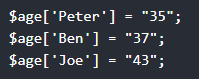 $age['Peter'] = "35";
$age['Ben'] = "37";
$age['Joe'] = "43";